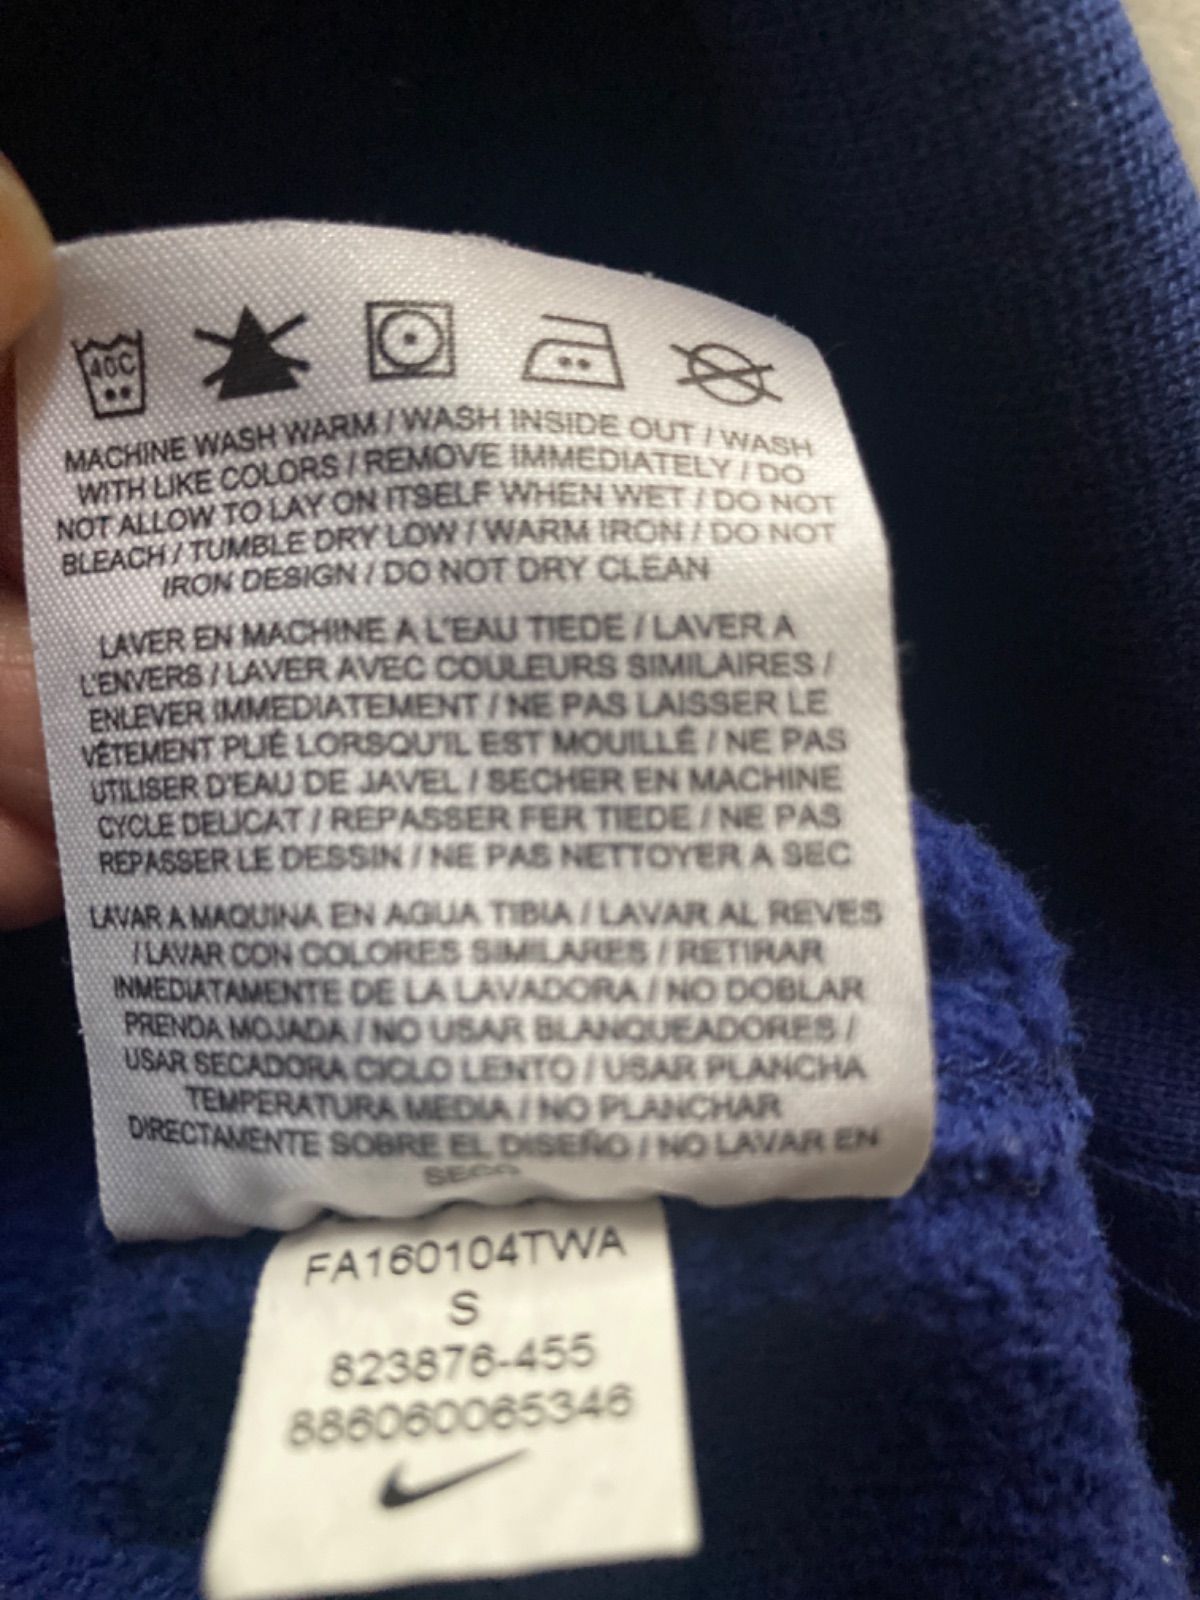 40C
MACHINE WASH WARM / WASH INSIDE OUT / WASH
WITH LIKE COLORS / REMOVE IMMEDIATELY / DO
NOT ALLOW TO LAY ON ITSELF WHEN WET / DO NOT
BLEACH / TUMBLE DRY LOW / WARM IRON / DO NOT
IRON DESIGN / DO NOT DRY CLEAN
LAVER EN MACHINE A L'EAU TIEDE / LAVER A
L'ENVERS / LAVER AVEC COULEURS SIMILAIRES /
ENLEVER IMMEDIATEMENT / NE PAS LAISSER LE
VÊTEMENT PLIÉ LORSQU'IL EST MOUILLÉ / NE PAS
UTILISER D'EAU DE JAVEL / SECHER EN MACHINE
CYCLE DELICAT / REPASSER FER TIEDE / NE PAS
REPASSER LE DESSIN / NE PAS NETTOYER A SEC
LAVAR A MAQUINA EN AGUA TIBIA / LAVAR AL REVES
/ LAVAR CON COLORES SIMILARES / RETIRAR
INMEDIATAMENTE DE LA LAVADORA / NO DOBLAR
PRENDA MOJADA / NO USAR BLANQUEADORES /
USAR SECADORA CICLO LENTO / USAR PLANCHA
TEMPERATURA MEDIA / NO PLANCHAR
DIRECTAMENTE SOBRE EL DISEÑO / NO LAVAR EN
SECO
FA160104TWA
S
823876-455
886060065346